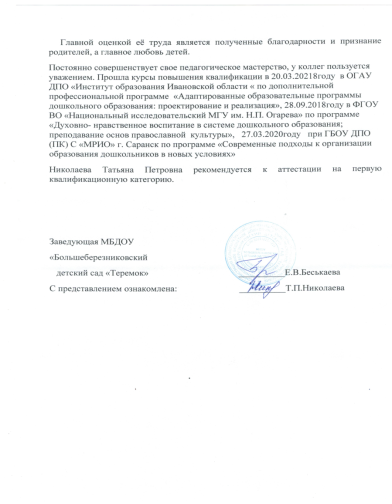 Главной оценкой её труда является полученные благодарности и признание
родителей, а главное любовь детей.
Постоянно совершенствует свое педагогическое мастерство, у коллег пользуется
уважением. Прошла курсы повышения квалификации в 20.03.20218году в ОГАУ
ДПО «Институт образования Ивановской области « по дополнительной
профессиональной программе «Адаптированные образовательные программы
дошкольного образования: проектирование и реализация», 28.09.2018году в ФГОУ
ВО «Национальный исследовательский МГУ им. Н.П. Огарева» по программе
«Духовно- нравственное воспитание в системе дошкольного образования;
преподавание основ православной культуры», 27.03.2020году при ГБОУ ДПО
(ПК) С «МРИО» г. Саранск по программе «Современные подходы к организации
образования дошкольников в новых условиях»
Николаева Татьяна Петровна рекомендуется к аттестации на первую
квалификационную категорию.
Заведующая МБДОУ
«Большеберезниковский
детский сад «Теремок» Е.В.Беськаева
С представлением ознакомлена: Т.П.Николаева